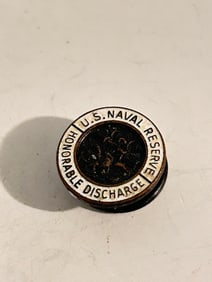 U.S. NAVAL RESERVE
HONORABLE DISCHARGE